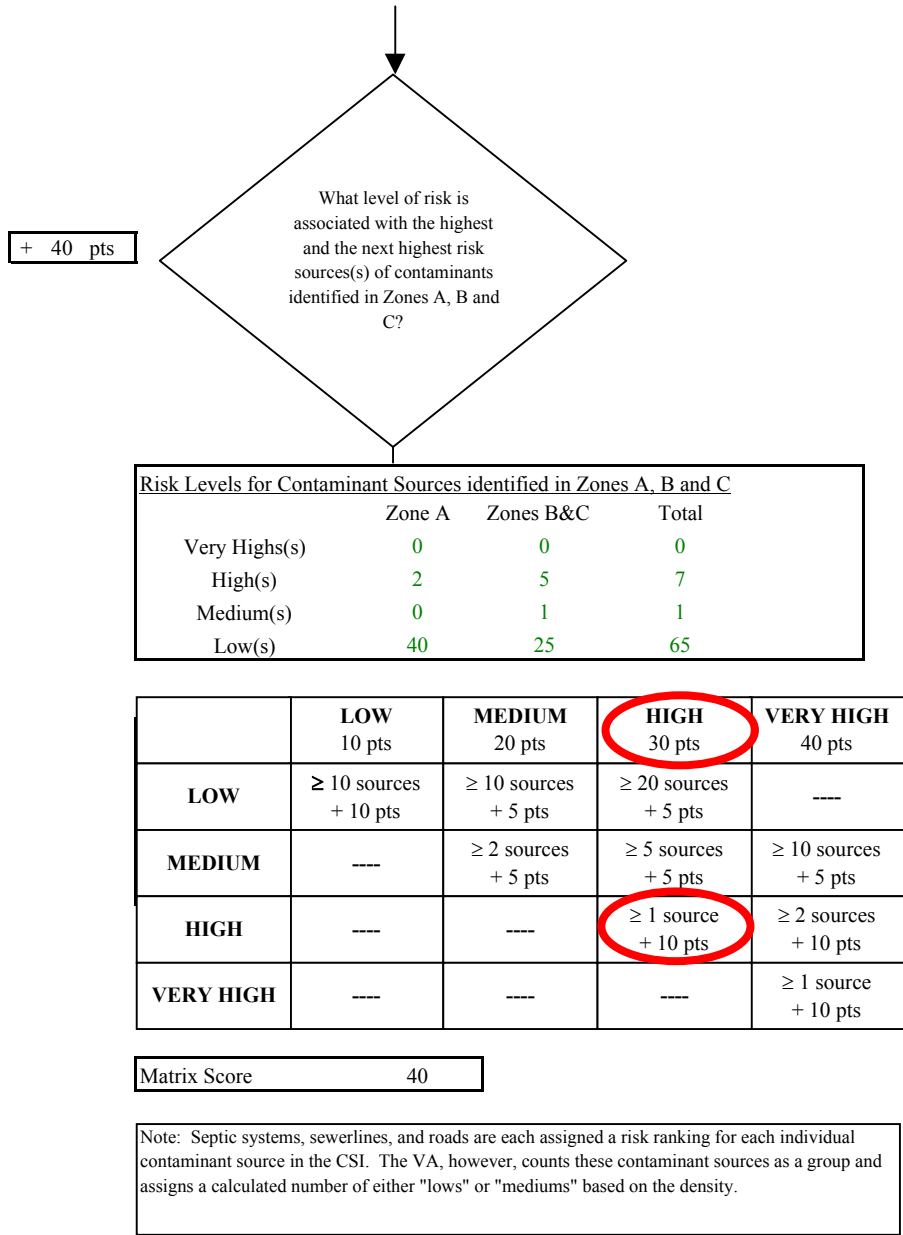 What level of risk is
associated with the highest
and the next highest risk
sources(s) of contaminants
identified in Zones A, B and
C?
+ 40 pts
Risk Levels for Contaminant Sources identified in Zones A, B and C
Zone A Zones B&C Total
Very Highs(s) 0 0 0
High(s) 2 5 7
Medium(s) 0 1 1
Low(s) 40 25 65
LOW MEDIUM HIGH VERY HIGH
10 pts 20 pts 30 pts 40 pts
LOW ≥ 10 sources ≥ 10 sources ≥ 20 sources ----
+ 10 pts + 5 pts + 5 pts
MEDIUM ---- ≥ 2 sources ≥ 5 sources ≥ 10 sources
+ 5 pts + 5 pts + 5 pts
HIGH ---- ---- ≥ 1 source ≥ 2 sources
+ 10 pts + 10 pts
VERY HIGH ---- ---- ---- ≥ 1 source
+ 10 pts
Matrix Score 40
Note: Septic systems, sewerlines, and roads are each assigned a risk ranking for each individual
contaminant source in the CSI. The VA, however, counts these contaminant sources as a group and
assigns a calculated number of either "lows" or "mediums" based on the density.